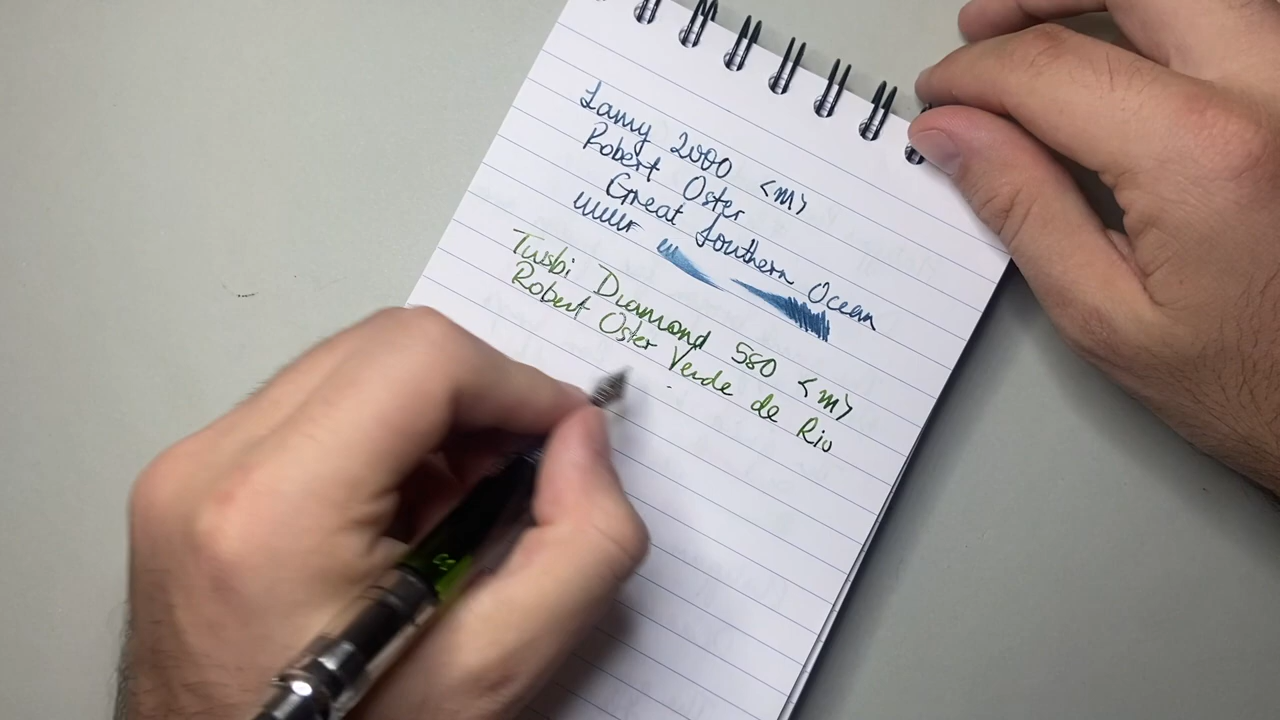 Lamy 2000 <m>
Robert Oster
Great Southern Ocean
Twsbi Diamond 580 <m>
Robert Oster Verde de Rio